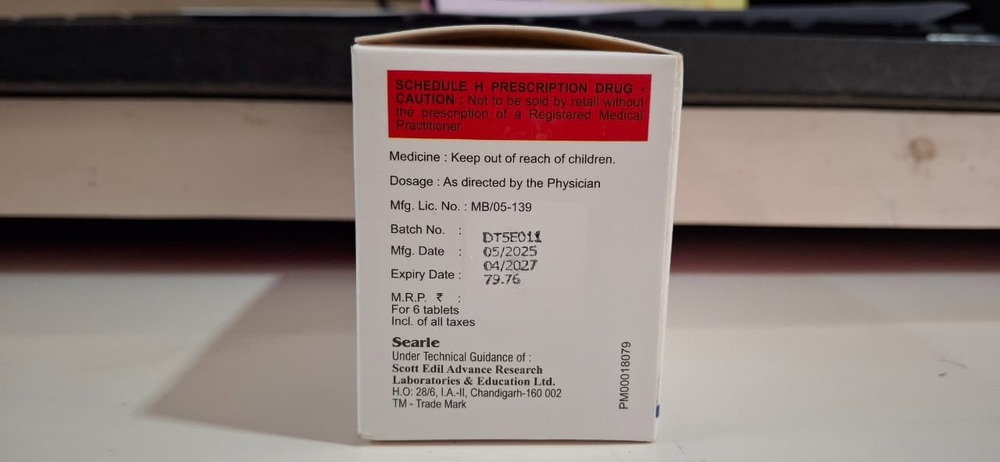 SCHEDULE H PRESCRIPTION DRUG -
CAUTION : Not to be sold by retail without
the prescription of a Registered Medical
Practitioner.
Medicine : Keep out of reach of children.
Dosage : As directed by the Physician
Mfg. Lic. No. : MB/05-139
Batch No. : DT5E011
Mfg. Date : 05/2025
Expiry Date : 04/2027
M.R.P. ₹ : 79.76
For 6 tablets
Incl. of all taxes
Searle
Under Technical Guidance of :
Scott Edil Advance Research
Laboratories & Education Ltd.
H.O: 28/6, I.A.-II, Chandigarh-160 002
TM - Trade Mark
PM00018079